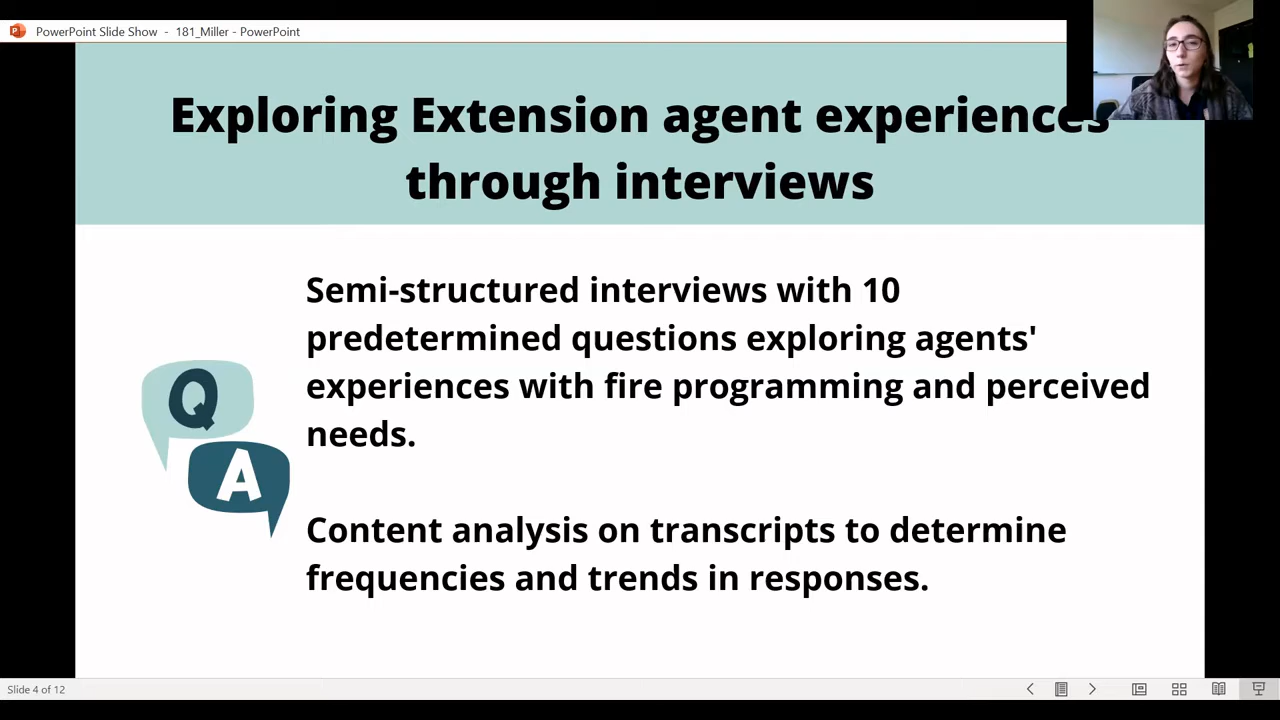 PowerPoint Slide Show - 181_Miller - PowerPoint
Exploring Extension agent experiences
through interviews
Semi-structured interviews with 10
predetermined questions exploring agents'
experiences with fire programming and perceived
needs.
Q
A
Content analysis on transcripts to determine
frequencies and trends in responses.
Slide 4 of 12